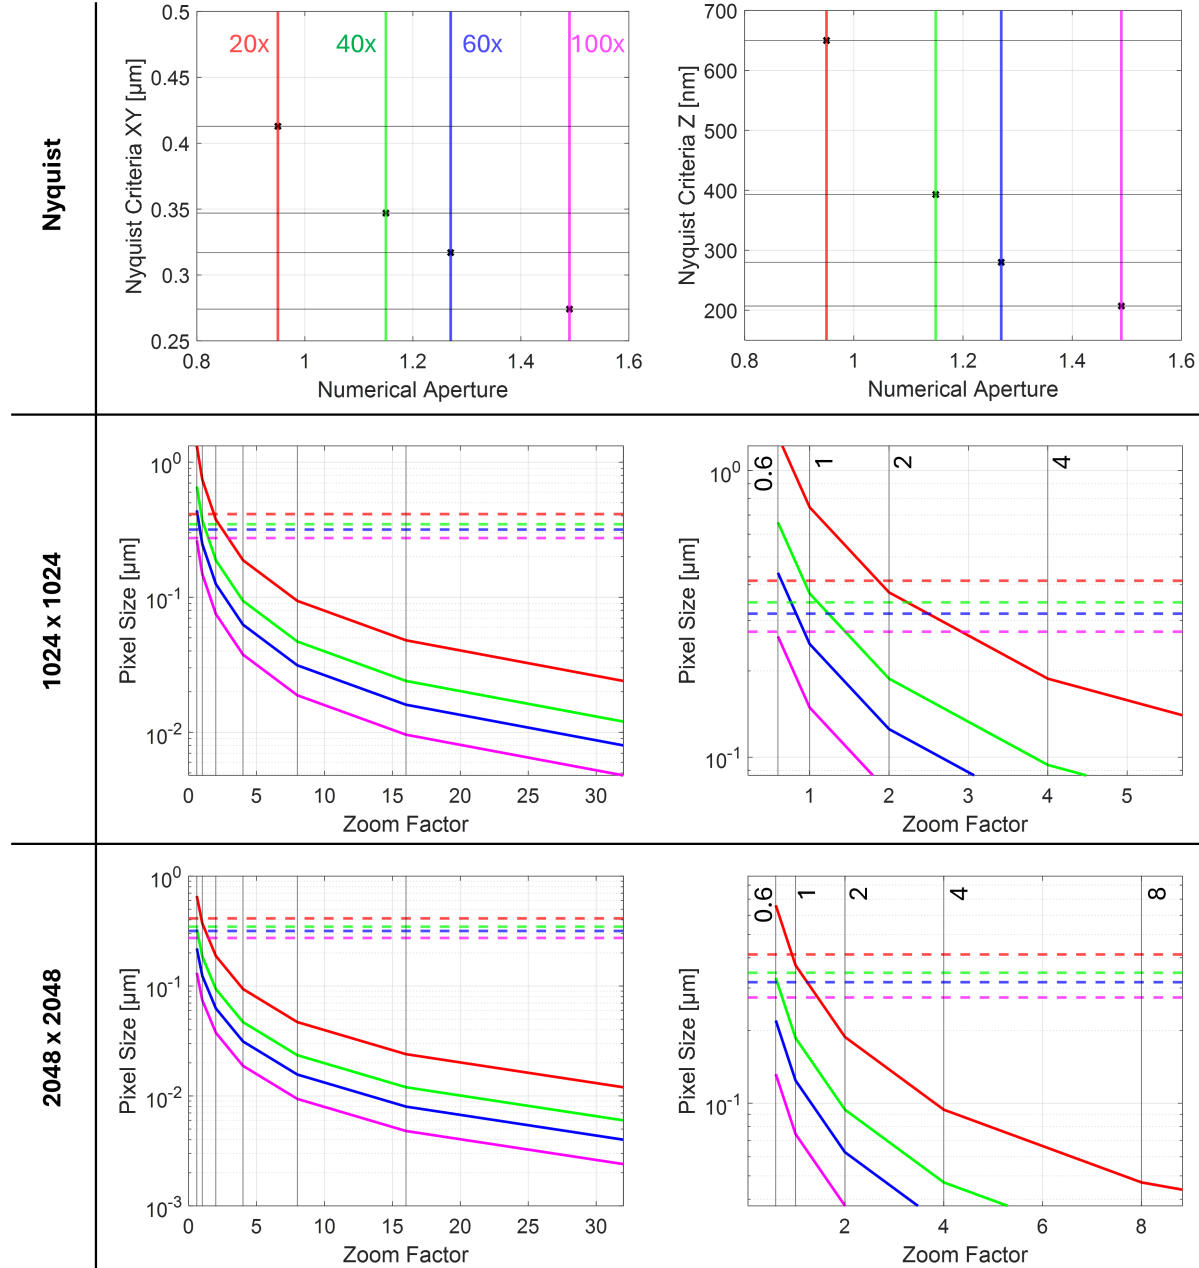 Nyquist
0.5
0.45
0.4
0.35
0.3
0.25
Nyquist Criteria XY [µm]
20x
40x
60x
100x
0.8 1 1.2 1.4 1.6
Numerical Aperture
700
600
500
400
300
200
Nyquist Criteria Z [nm]
0.8 1 1.2 1.4 1.6
Numerical Aperture
1024 x 1024
10⁰
10⁻¹
10⁻²
Pixel Size [µm]
0 5 10 15 20 25 30
Zoom Factor
10⁰
10⁻¹
Pixel Size [µm]
0.6
1
2
4
1 2 3 4 5
Zoom Factor
2048 x 2048
10⁰
10⁻¹
10⁻²
10⁻³
Pixel Size [µm]
0 5 10 15 20 25 30
Zoom Factor
10⁻¹
Pixel Size [µm]
0.6
1
2
4
8
2 4 6 8
Zoom Factor